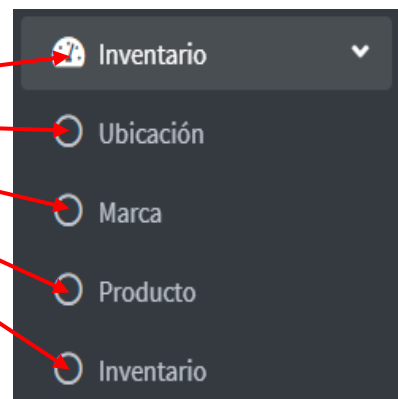 Inventario
Ubicación
Marca
Producto
Inventario